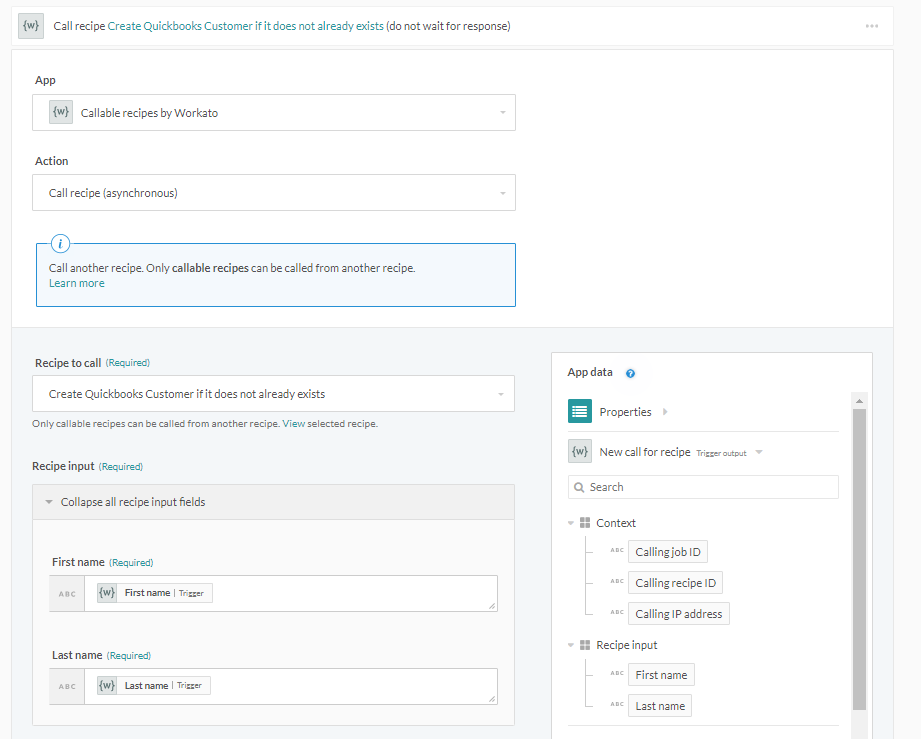 {w} Call recipe Create Quickbooks Customer if it does not already exists (do not wait for response)
App
{w} Callable recipes by Workato
Action
Call recipe (asynchronous)
i
Call another recipe. Only callable recipes can be called from another recipe.
Learn more
Recipe to call (Required)
Create Quickbooks Customer if it does not already exists
Only callable recipes can be called from another recipe. View selected recipe.
Recipe input (Required)
Collapse all recipe input fields
First name (Required)
ABC {w} First name | Trigger
Last name (Required)
ABC {w} Last name | Trigger
App data ?
Properties
{w} New call for recipe Trigger output
Search
Context
ABC Calling job ID
ABC Calling recipe ID
ABC Calling IP address
Recipe input
ABC First name
ABC Last name